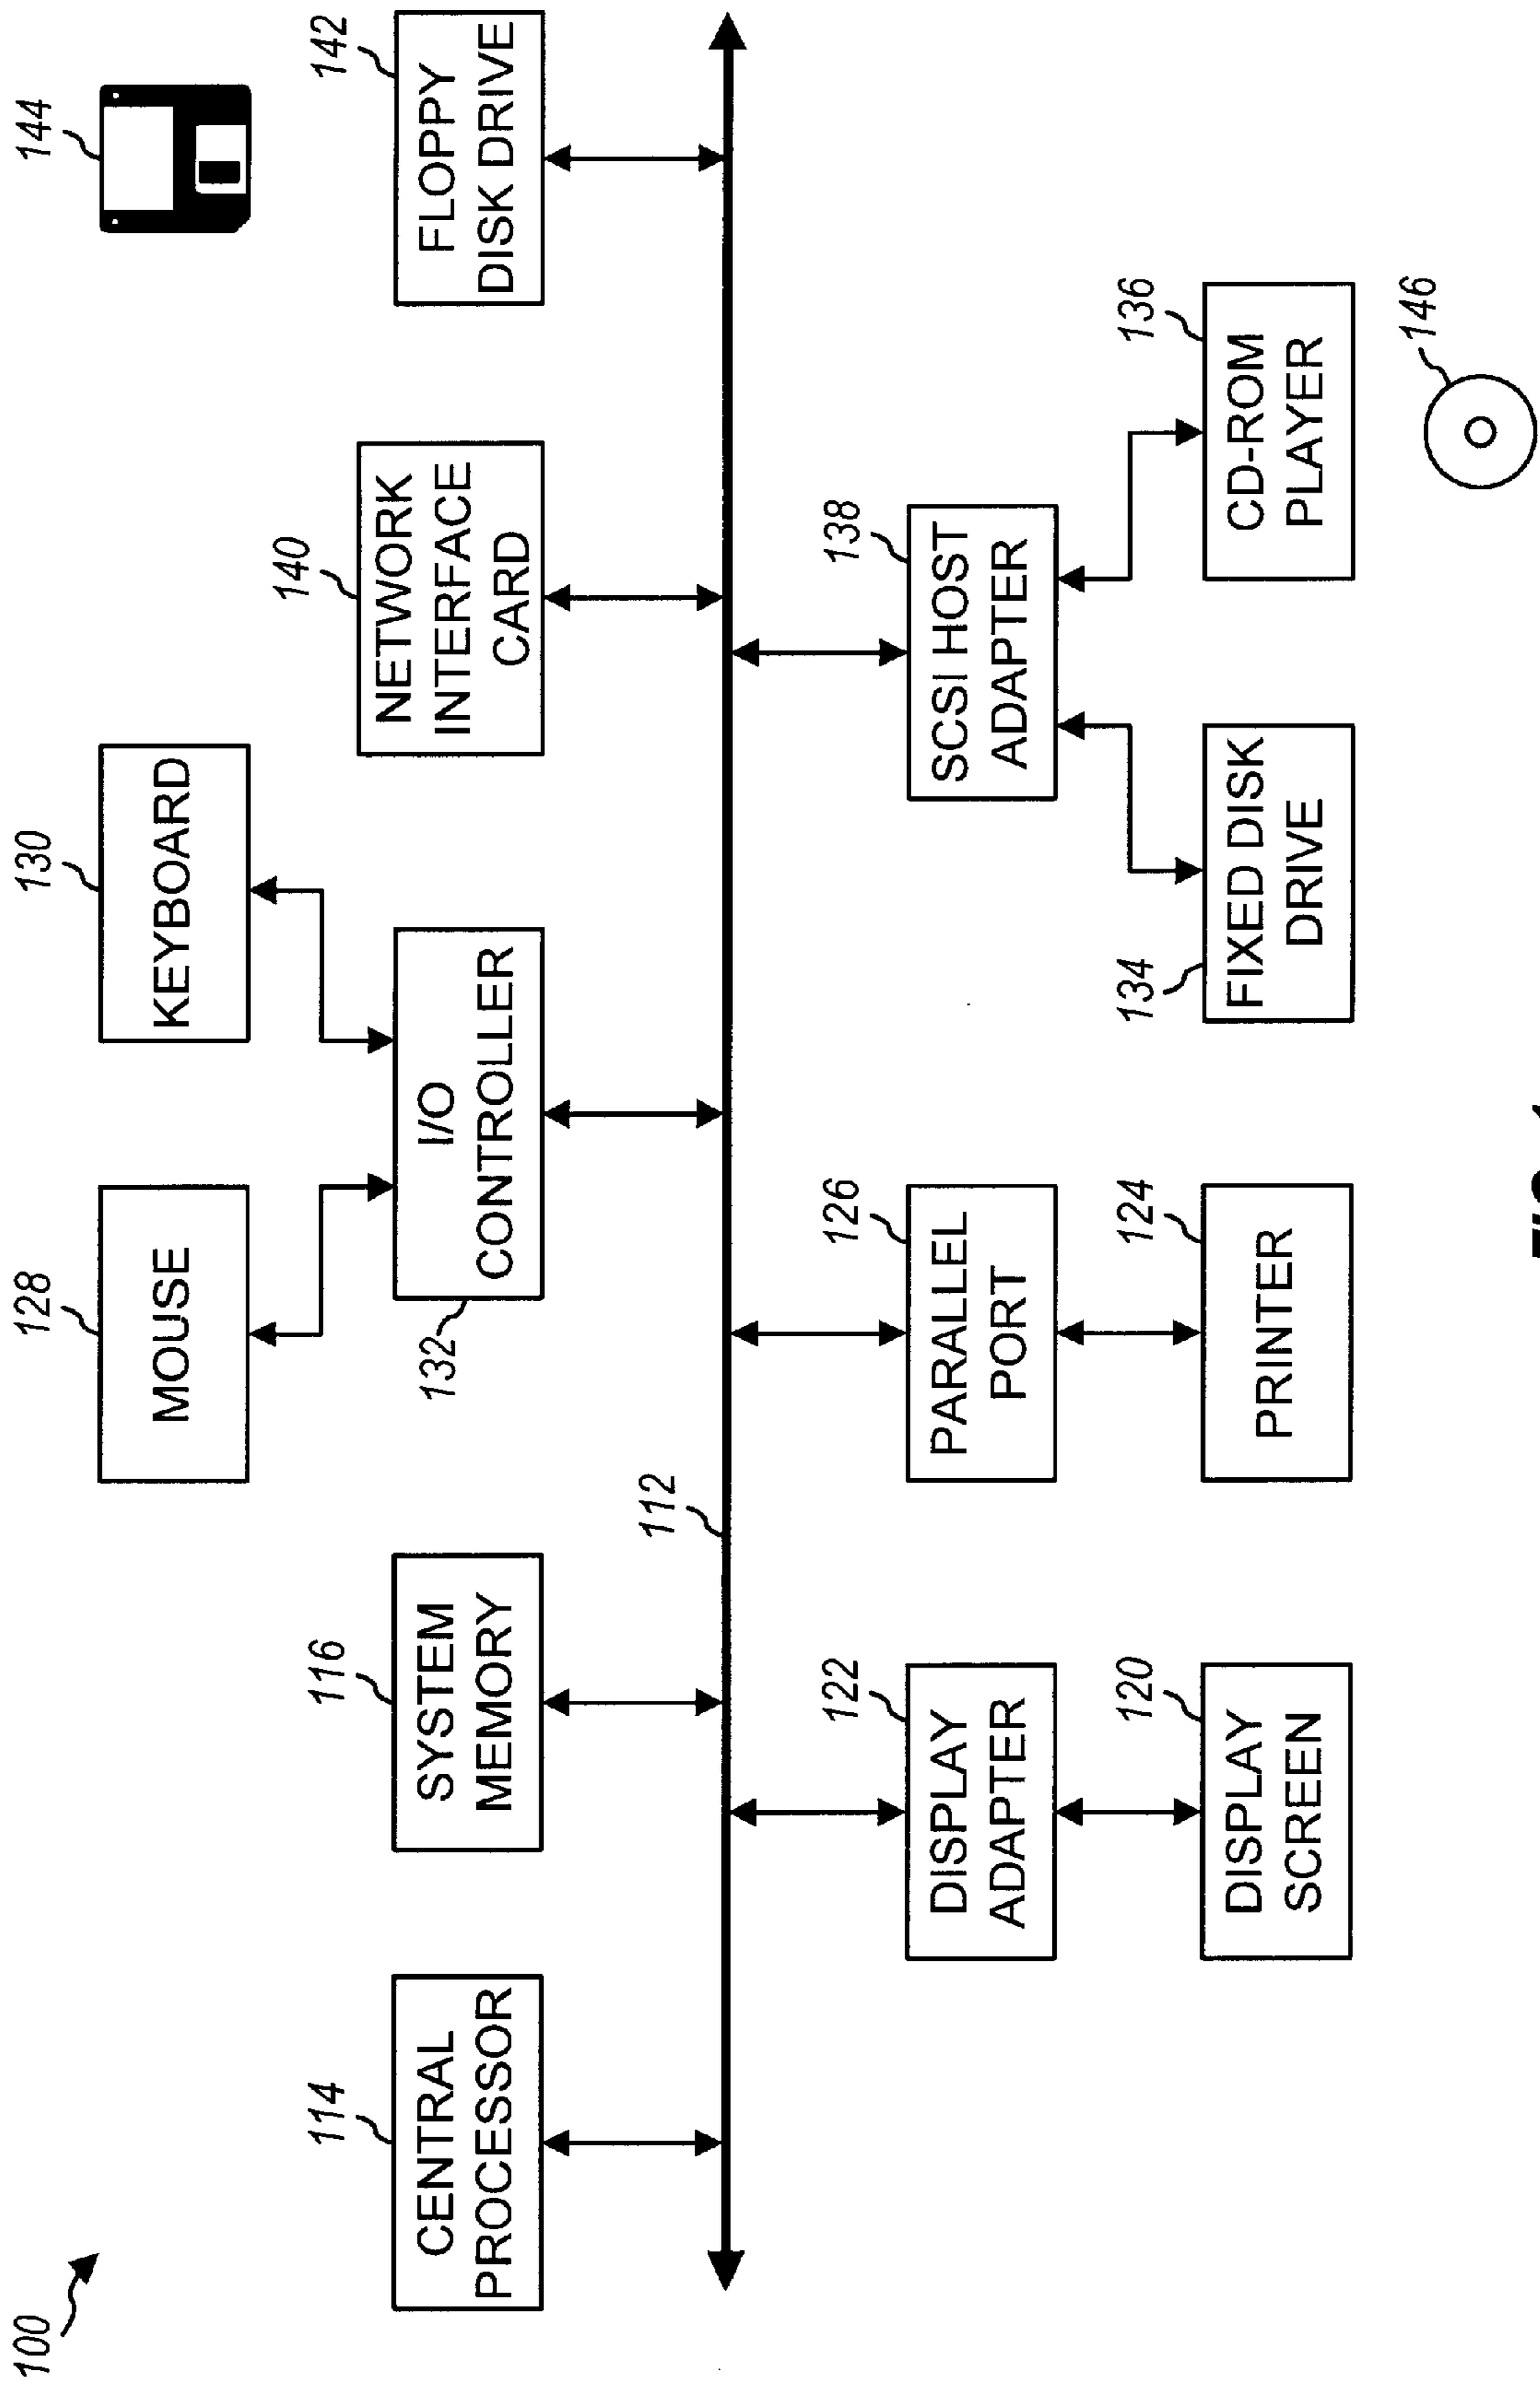 100
144
128
130
MOUSE
KEYBOARD
114
116
140
142
CENTRAL
PROCESSOR
SYSTEM
MEMORY
I/O
CONTROLLER
132
NETWORK
INTERFACE
CARD
FLOPPY
DISK DRIVE
112
122
126
138
DISPLAY
ADAPTER
PARALLEL
PORT
SCSI HOST
ADAPTER
120
124
134
136
DISPLAY
SCREEN
PRINTER
FIXED DISK
DRIVE
CD-ROM
PLAYER
146